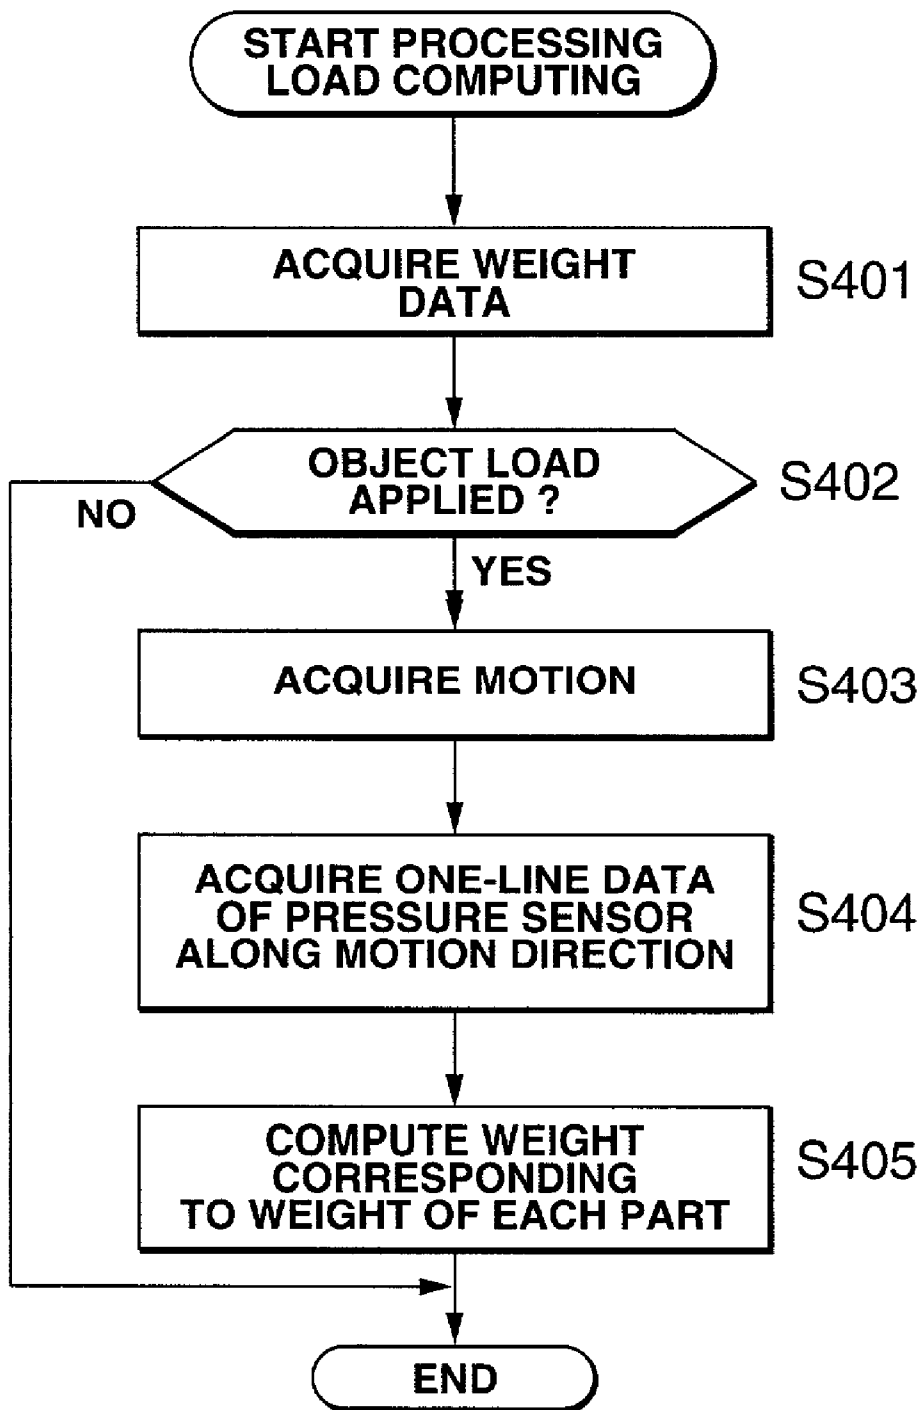 START PROCESSING
LOAD COMPUTING
ACQUIRE WEIGHT
DATA
S401
OBJECT LOAD
APPLIED ?
S402
NO
YES
ACQUIRE MOTION
S403
ACQUIRE ONE-LINE DATA
OF PRESSURE SENSOR
ALONG MOTION DIRECTION
S404
COMPUTE WEIGHT
CORRESPONDING
TO WEIGHT OF EACH PART
S405
END